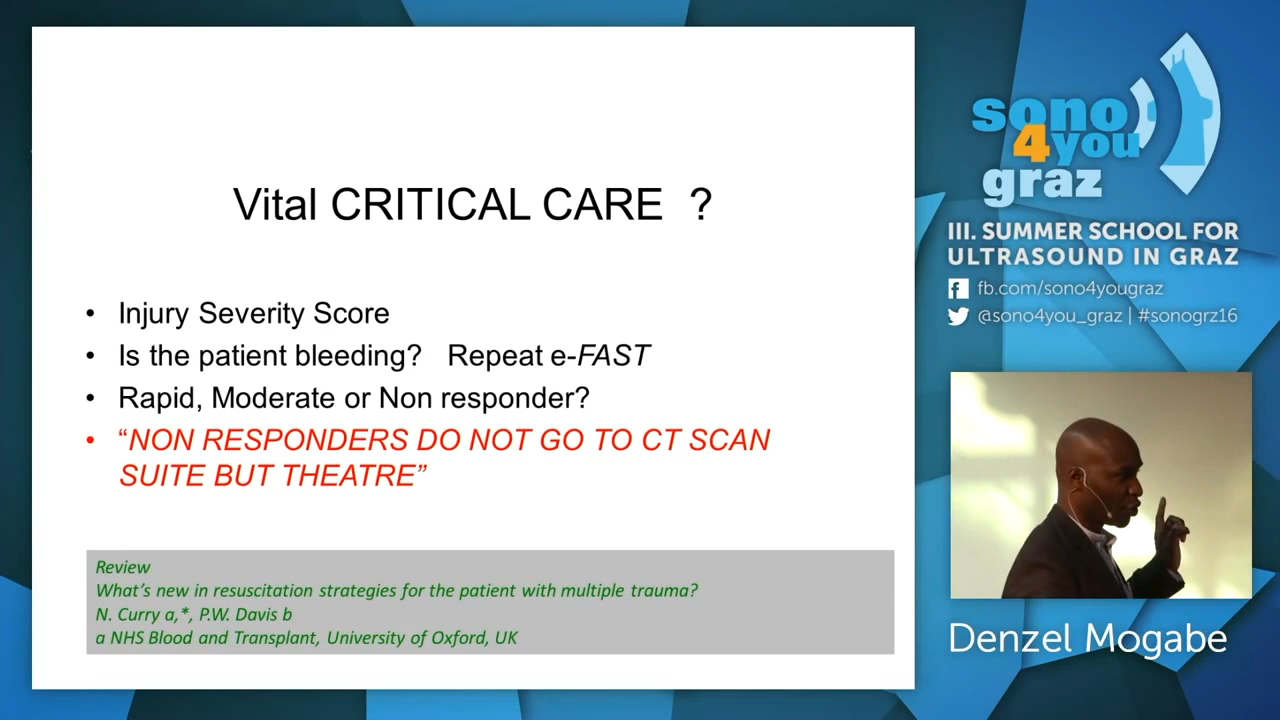 Vital CRITICAL CARE ?
• Injury Severity Score
• Is the patient bleeding? Repeat e-FAST
• Rapid, Moderate or Non responder?
• “NON RESPONDERS DO NOT GO TO CT SCAN
SUITE BUT THEATRE”
Review
What’s new in resuscitation strategies for the patient with multiple trauma?
N. Curry a,*, P.W. Davis b
a NHS Blood and Transplant, University of Oxford, UK
sono
4you
graz
III. SUMMER SCHOOL FOR
ULTRASOUND IN GRAZ
fb.com/sono4yougraz
@sono4you_graz | #sonogrz16
Denzel Mogabe